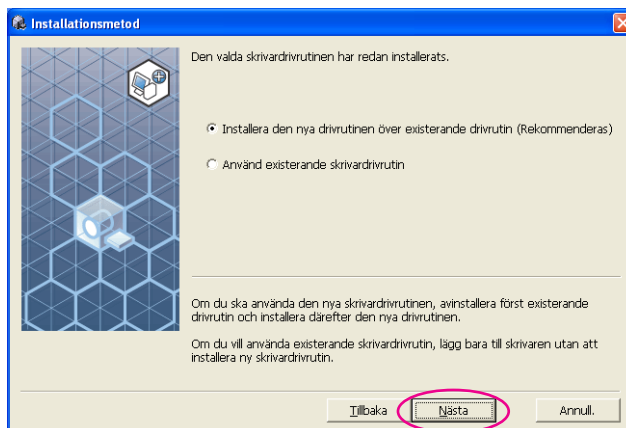 Installationsmetod
Den valda skrivardrivrutinen har redan installerats.
Installera den nya drivrutinen över existerande drivrutin (Rekommenderas)
Använd existerande skrivardrivrutin
Om du ska använda den nya skrivardrivrutinen, avinstallera först existerande
drivrutin och installera därefter den nya drivrutinen.
Om du vill använda existerande skrivardrivrutin, lägg bara till skrivaren utan att
installera ny skrivardrivrutin.
Tillbaka Nästa Annull.